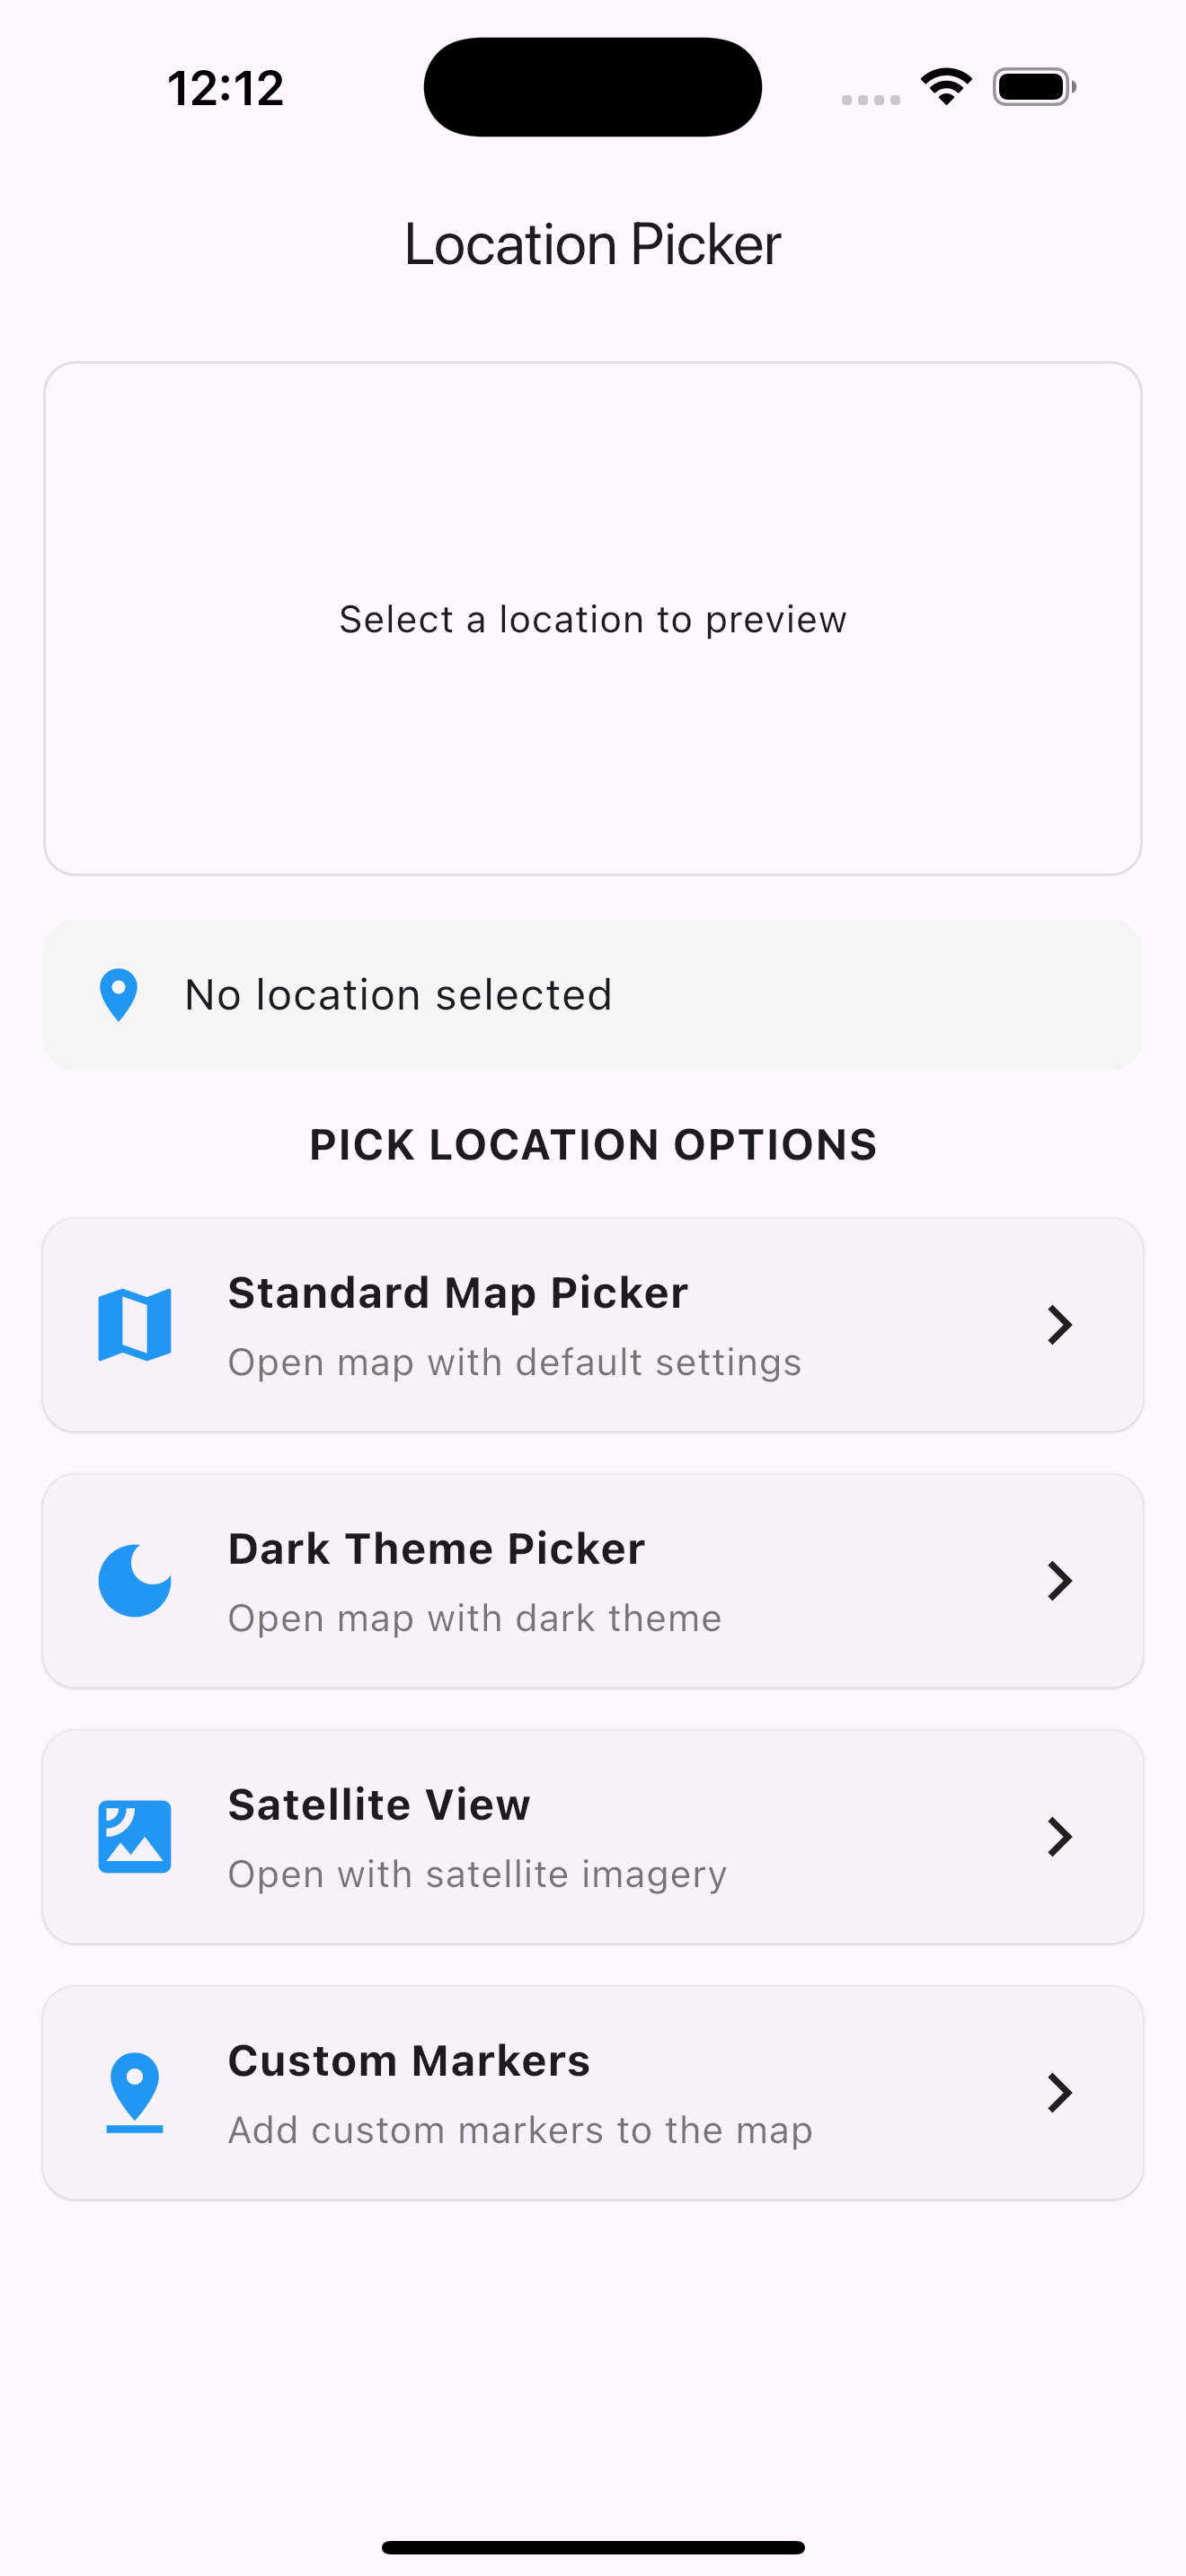 12:12
Location Picker
Select a location to preview
No location selected
PICK LOCATION OPTIONS
Standard Map Picker
Open map with default settings
Dark Theme Picker
Open map with dark theme
Satellite View
Open with satellite imagery
Custom Markers
Add custom markers to the map